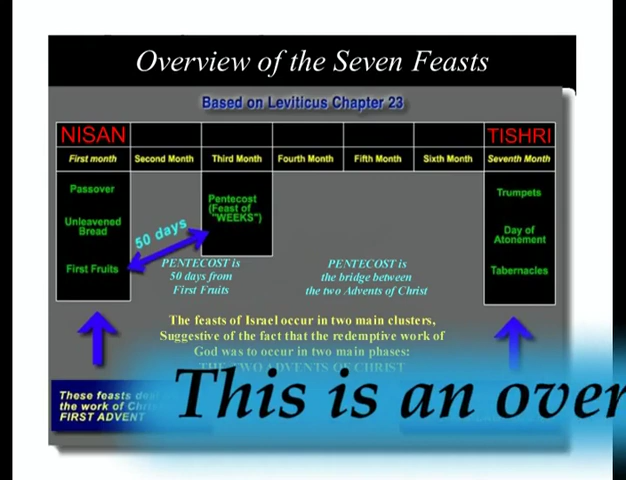 Overview of the Seven Feasts
Based on Leviticus Chapter 23
NISAN
TISHRI
First month
Second Month
Third Month
Fourth Month
Fifth Month
Sixth Month
Seventh Month
Passover
Unleavened
Bread
First Fruits
50 days
Pentecost
(Feast of
"WEEKS")
Trumpets
Day of
Atonement
Tabernacles
PENTECOST is
50 days from
First Fruits
PENTECOST is
the bridge between
the two Advents of Christ
The feasts of Israel occur in two main clusters,
Suggestive of the fact that the redemptive work of
God was to occur in two main phases:
THE TWO ADVENTS OF CHRIST
These feasts
the work of
FIRST ADVENT
This is an over